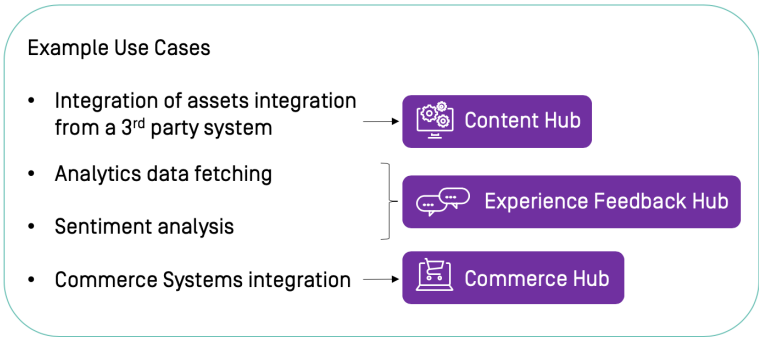 Example Use Cases
• Integration of assets integration
from a 3rd party system
Content Hub
• Analytics data fetching
• Sentiment analysis
Experience Feedback Hub
• Commerce Systems integration
Commerce Hub